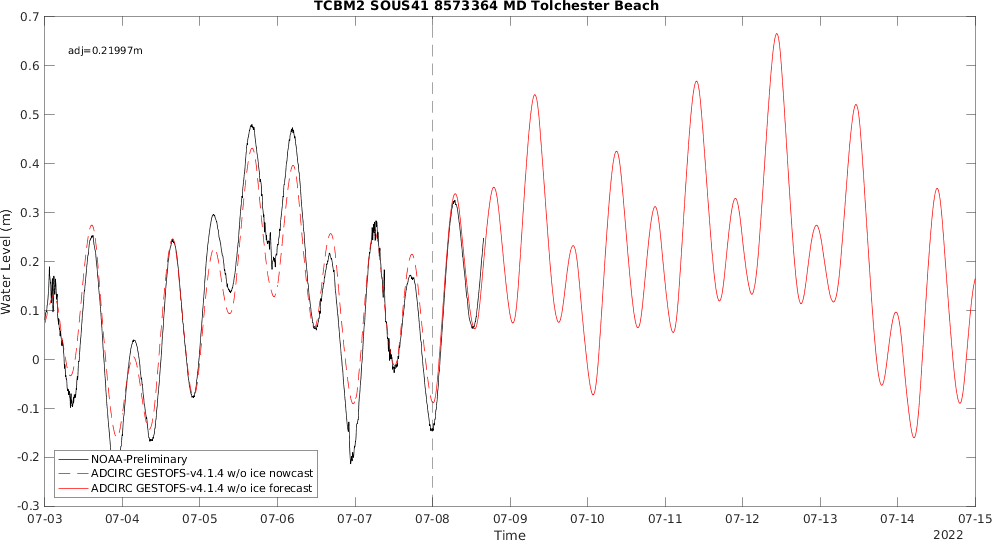 TCBM2 SOUS41 8573364 MD Tolchester Beach
adj=0.21997m
Water Level (m)
0.7
0.6
0.5
0.4
0.3
0.2
0.1
0
-0.1
-0.2
-0.3
NOAA-Preliminary
ADCIRC GESTOFS-v4.1.4 w/o ice nowcast
ADCIRC GESTOFS-v4.1.4 w/o ice forecast
07-03 07-04 07-05 07-06 07-07 07-08 07-09 07-10 07-11 07-12 07-13 07-14 07-15
Time
2022